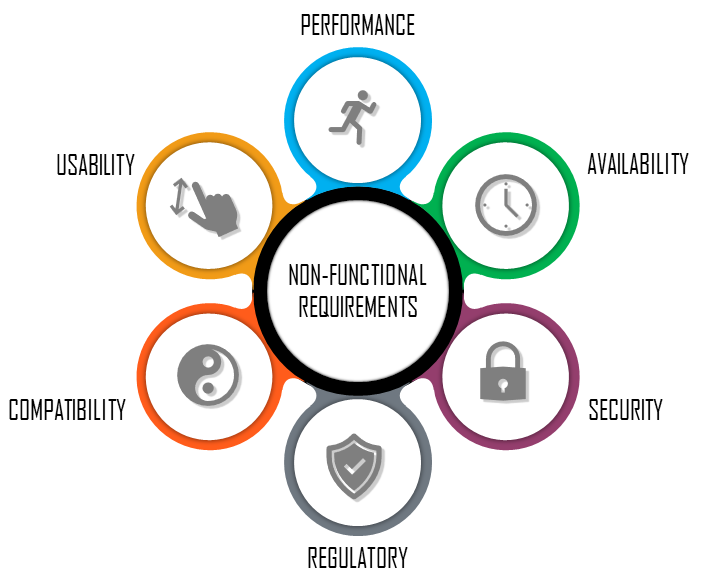 PERFORMANCE
USABILITY
AVAILABILITY
NON-FUNCTIONAL
REQUIREMENTS
COMPATIBILITY
SECURITY
REGULATORY